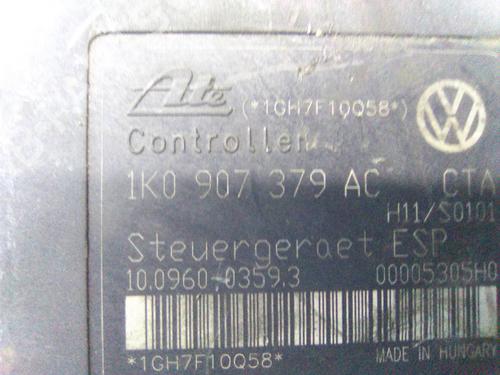 Ate (*1GH7F10Q58*) VW
Controller
1K0 907 379 AC CTA
H11/S0101
Steuergeraet ESP
10.0960-0359.3 00005305H0
*1GH7F10Q58* MADE IN HUNGARY